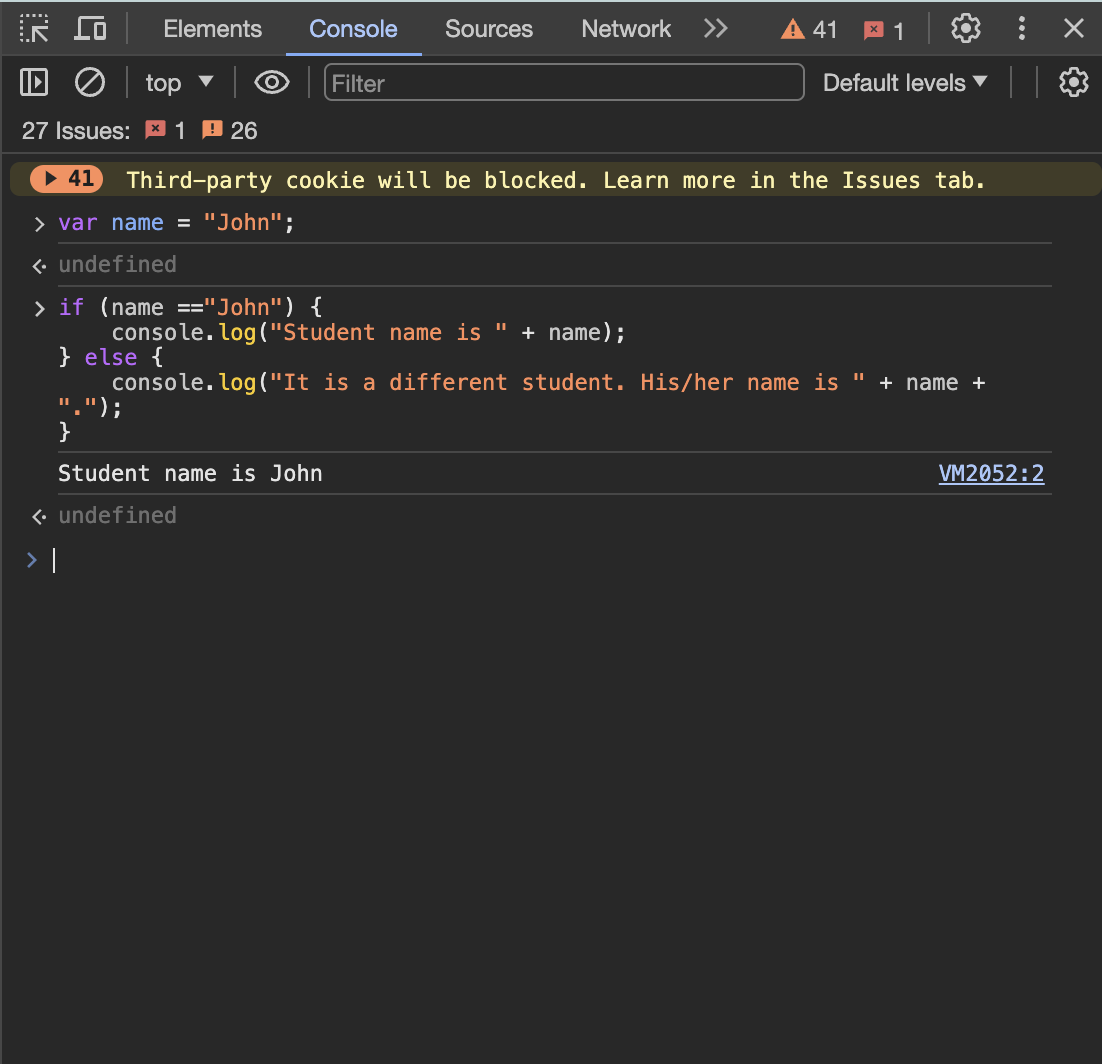 Elements Console Sources Network 41 1
top Filter Default levels
27 Issues: 1 26
41 Third-party cookie will be blocked. Learn more in the Issues tab.
> var name = "John";
undefined
> if (name =="John") {
    console.log("Student name is " + name);
} else {
    console.log("It is a different student. His/her name is " + name +
".");
}
Student name is John VM2052:2
undefined
>